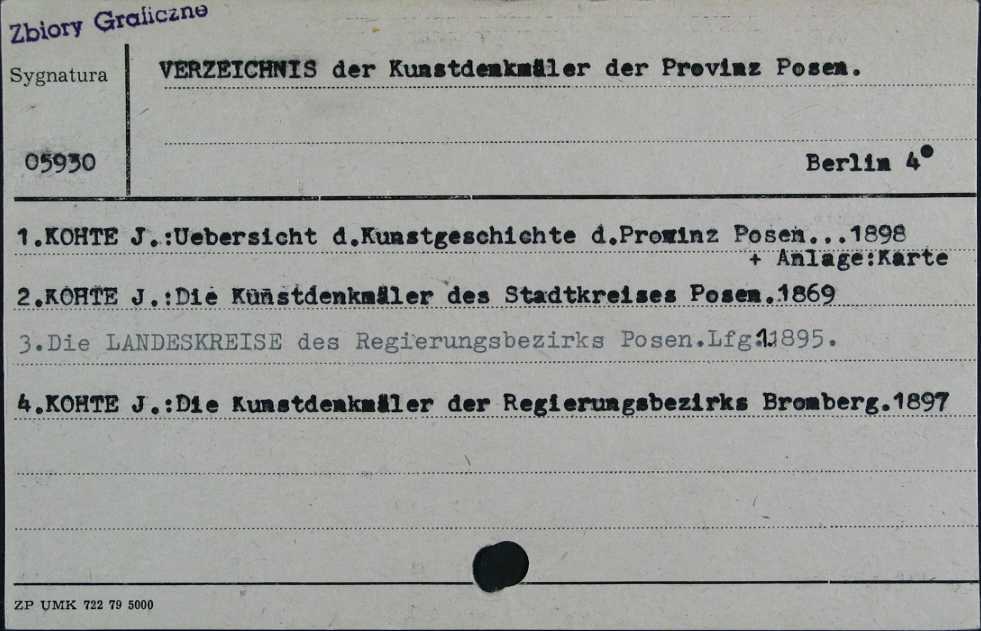 Zbiory Graficzne
Sygnatura
VERZEICHNIS der Kunstdenkmäler der Provinz Posen.
05930
Berlin 4°
1.KOHTE J.:Uebersicht d.Kunstgeschichte d.Prowinz Posen...1898
+ Anlage:Karte
2.KOHTE J.:Die Kunstdenkmäler des Stadtkreises Posen.1869
3.Die LANDESKREISE des Regierungsbezirks Posen.Lfg:1.1895.
4.KOHTE J.:Die Kunstdenkmäler der Regierungsbezirks Bromberg.1897
ZP UMK 722 79 5000